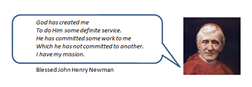 God has created me
To do Him some definite service.
He has committed some work to me
Which he has not committed to another.
I have my mission.
Blessed John Henry Newman